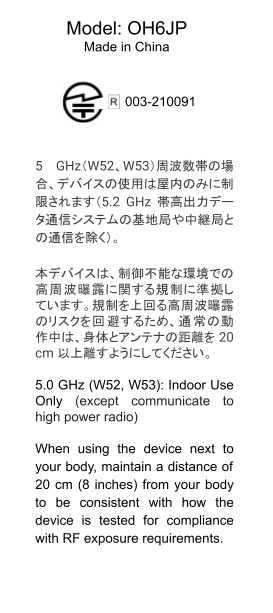 Model: OH6JP
Made in China
R 003-210091
5 GHz（W52、W53）周波数帯の場
合、デバイスの使用は屋内のみに制
限されます（5.2 GHz 帯高出力デー
タ通信システムの基地局や中継局と
の通信を除く）。
本デバイスは、制御不能な環境での
高周波曝露に関する規制に準拠し
ています。規制を上回る高周波曝露
のリスクを回避するため、通常の動
作中は、身体とアンテナの距離を 20
cm 以上離すようにしてください。
5.0 GHz (W52, W53): Indoor Use
Only (except communicate to
high power radio)
When using the device next to
your body, maintain a distance of
20 cm (8 inches) from your body
to be consistent with how the
device is tested for compliance
with RF exposure requirements.